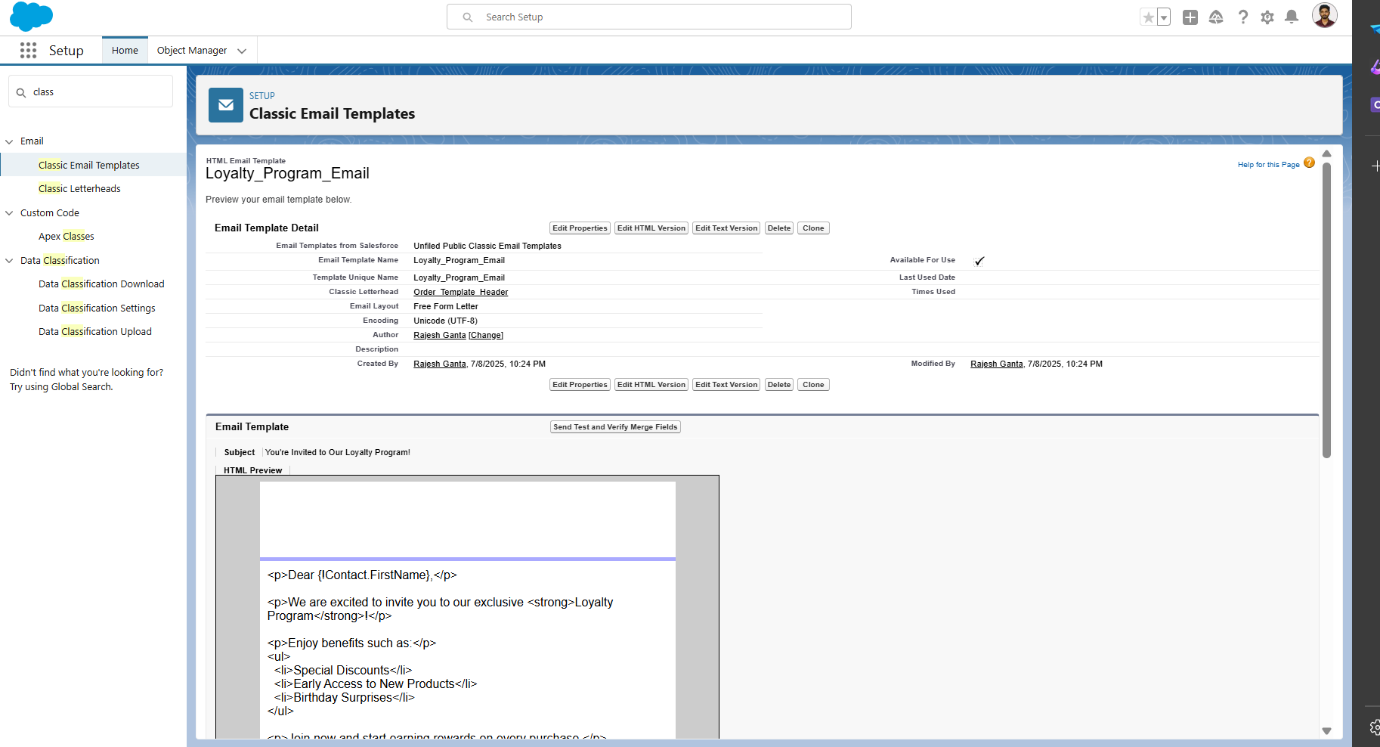 Search Setup
Setup
Home
Object Manager
class
Email
Classic Email Templates
Classic Letterheads
Custom Code
Apex Classes
Data Classification
Data Classification Download
Data Classification Settings
Data Classification Upload
Didn't find what you're looking for?
Try using Global Search.
SETUP
Classic Email Templates
HTML Email Template
Loyalty_Program_Email
Help for this Page
Preview your email template below.
Email Template Detail Edit Properties Edit HTML Version Edit Text Version Delete Clone
Email Templates from Salesforce Unfiled Public Classic Email Templates
Email Template Name Loyalty_Program_Email Available For Use ✓
Template Unique Name Loyalty_Program_Email Last Used Date
Classic Letterhead Order_Template_Header Times Used
Email Layout Free Form Letter
Encoding Unicode (UTF-8)
Author Rajesh Ganta [Change]
Description
Created By Rajesh Ganta, 7/8/2025, 10:24 PM Modified By Rajesh Ganta, 7/8/2025, 10:24 PM
Edit Properties Edit HTML Version Edit Text Version Delete Clone
Email Template Send Test and Verify Merge Fields
Subject You're Invited to Our Loyalty Program!
HTML Preview
<p>Dear {!Contact.FirstName},</p>
<p>We are excited to invite you to our exclusive <strong>Loyalty
Program</strong>!</p>
<p>Enjoy benefits such as:</p>
<ul>
<li>Special Discounts</li>
<li>Early Access to New Products</li>
<li>Birthday Surprises</li>
</ul>
<p>Join now and start earning rewards on every purchase.</p>